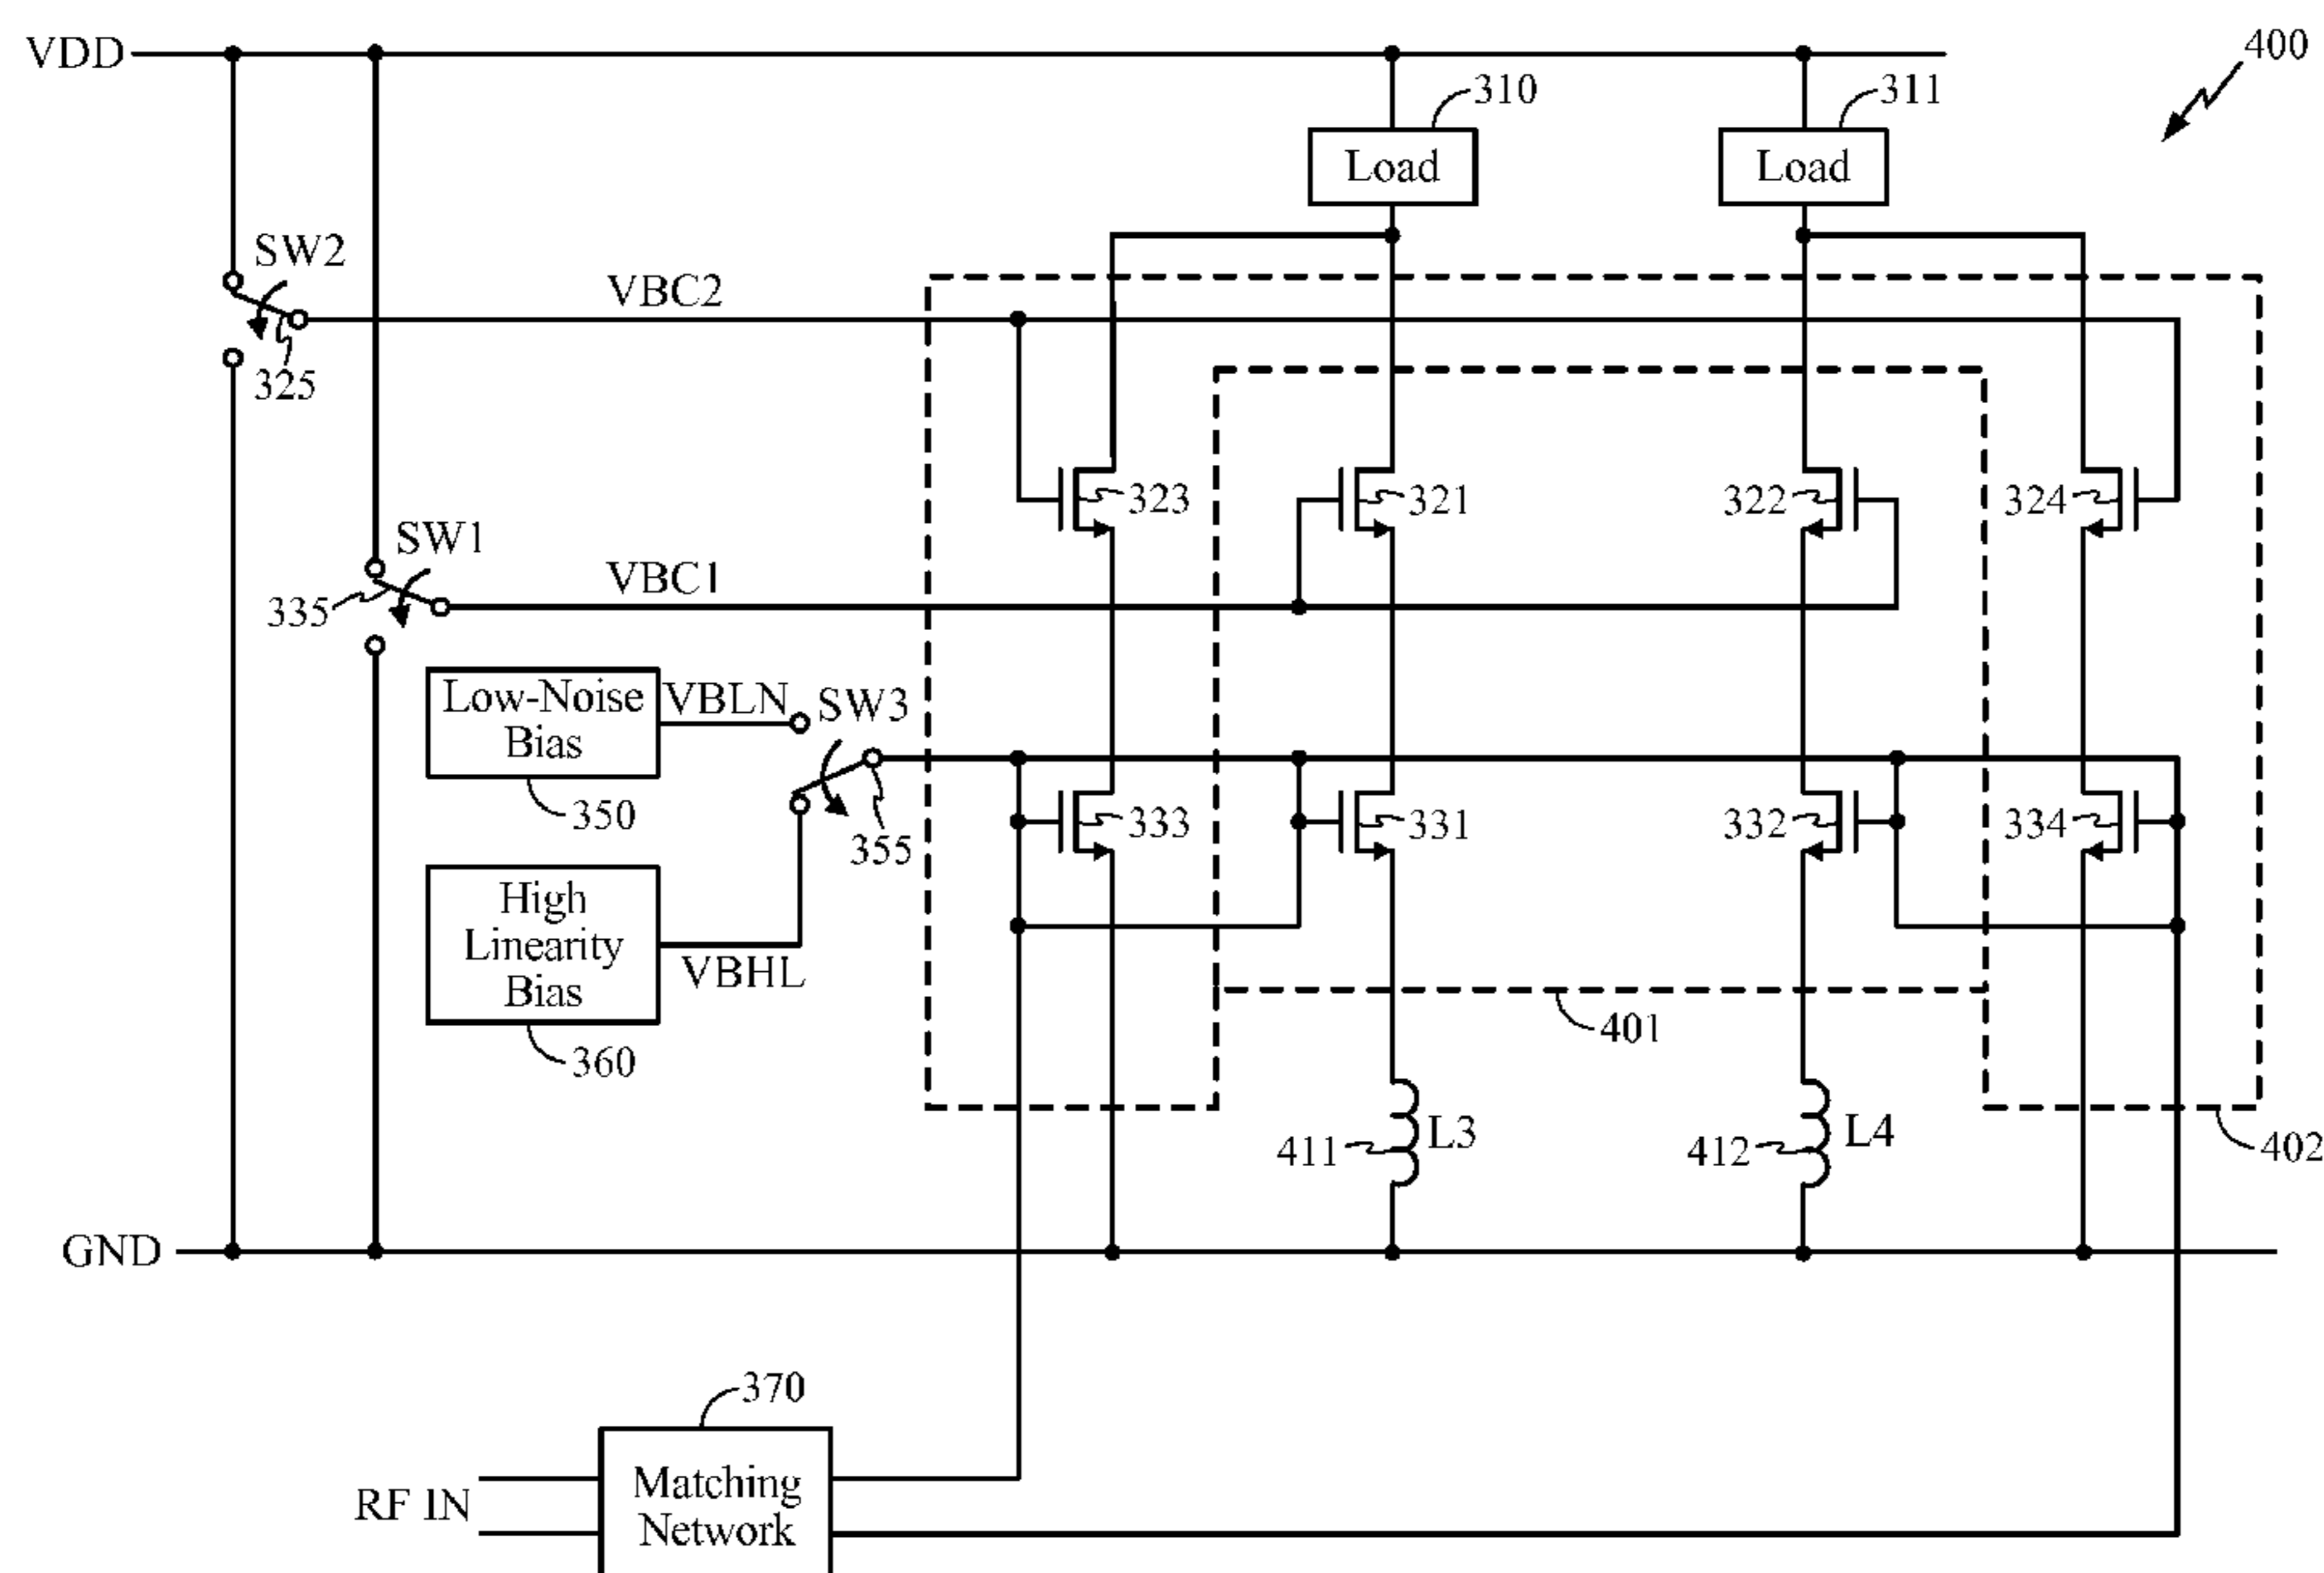 VDD
400
310
311
Load
Load
SW2
VBC2
325
323
321
322
324
SW1
VBC1
335
Low-Noise
Bias
VBLN
SW3
350
355
333
331
332
334
High
Linearity
Bias
VBHL
360
401
411
L3
412
L4
402
GND
370
RF IN
Matching
Network